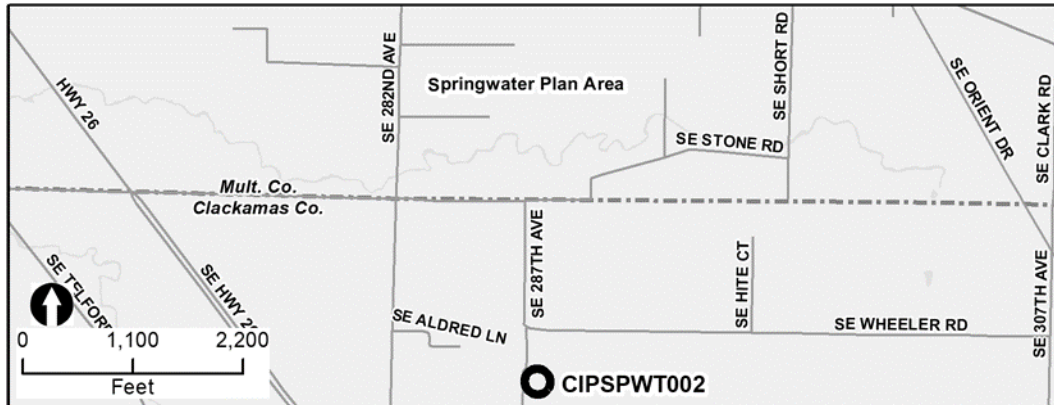 HWY 26
SE 282ND AVE
Springwater Plan Area
SE SHORT RD
SE ORIENT DR
SE CLARK RD
SE STONE RD
Mult. Co.
Clackamas Co.
SE 287TH AVE
SE HITE CT
SE 307TH AVE
SE HWY
SE ALDRED LN
SE WHEELER RD
0 1,100 2,200
Feet
CIPSPWT002